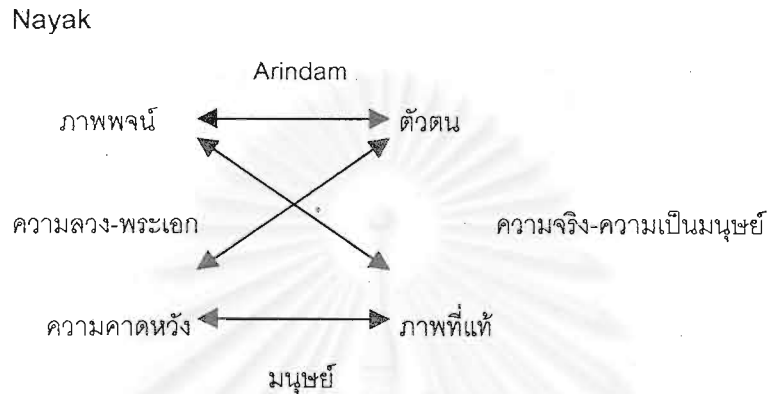 Nayak
Arindam
ภาพพจน์ ตัวตน
ความลวง-พระเอก ความจริง-ความเป็นมนุษย์
ความคาดหวัง ภาพที่แท้
มนุษย์